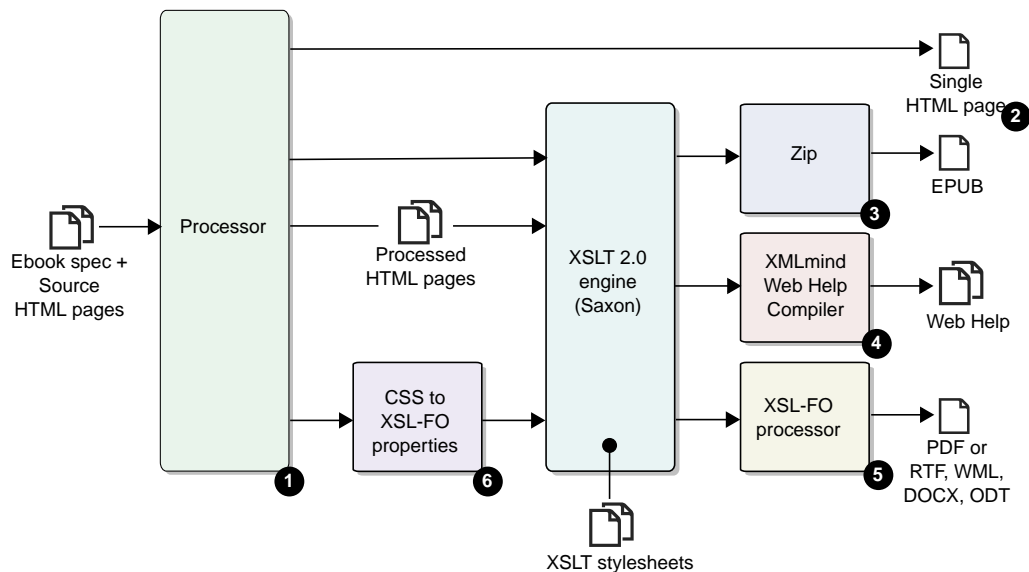 Single
HTML page
2
Zip
3
EPUB
Processor
1
Ebook spec +
Source
HTML pages
Processed
HTML pages
XSLT 2.0
engine
(Saxon)
XMLmind
Web Help
Compiler
4
Web Help
CSS to
XSL-FO
properties
6
XSL-FO
processor
5
PDF or
RTF, WML,
DOCX, ODT
XSLT stylesheets